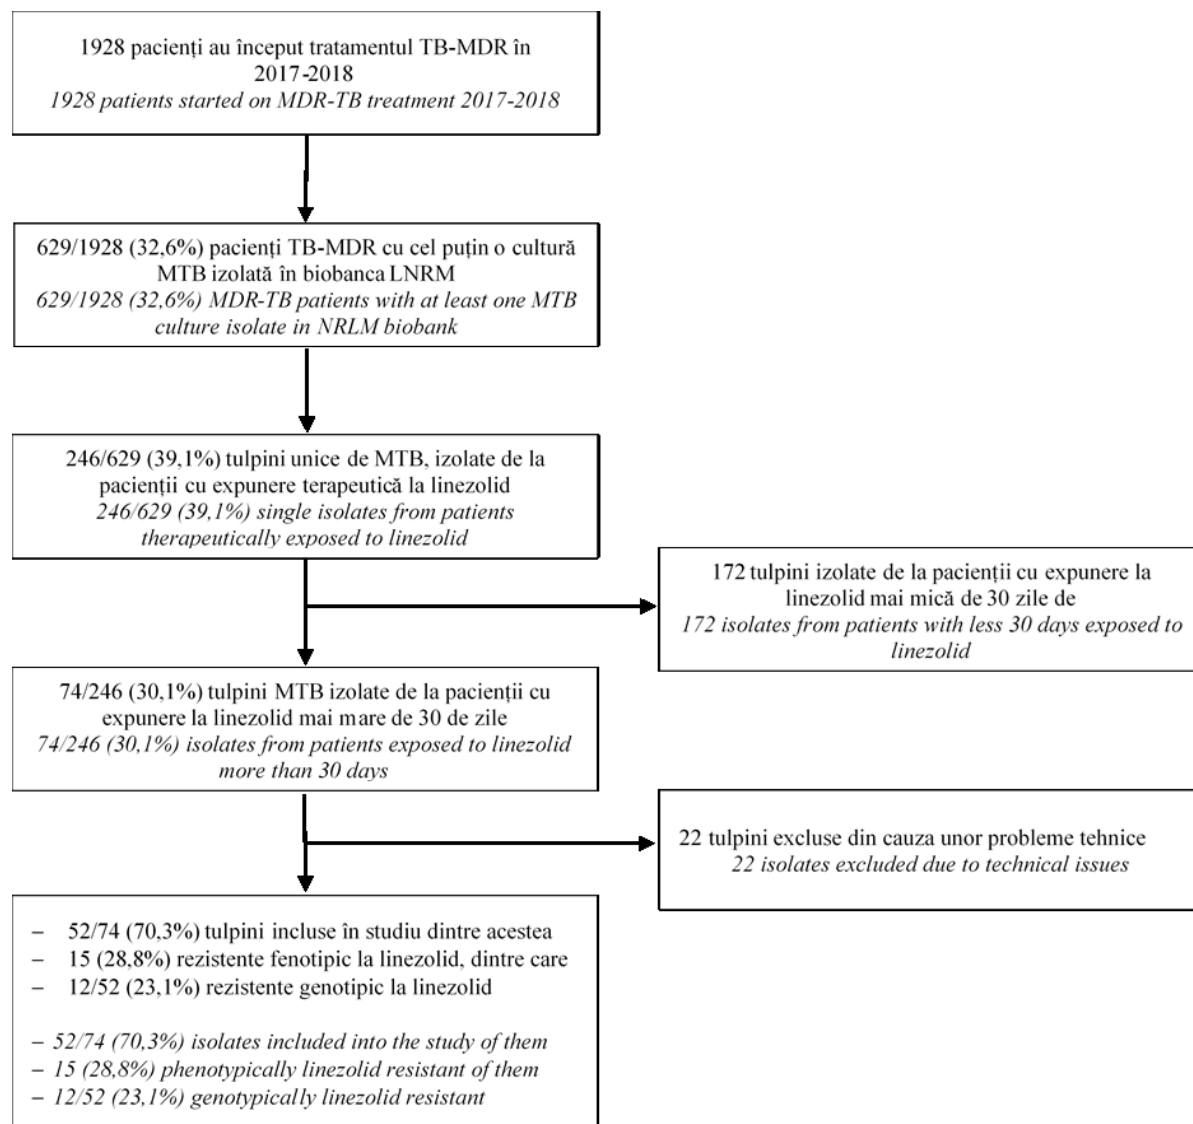 1928 pacienți au început tratamentul TB-MDR în
2017-2018
1928 patients started on MDR-TB treatment 2017-2018
629/1928 (32,6%) pacienți TB-MDR cu cel puțin o cultură
MTB izolată în biobanca LNRM
629/1928 (32,6%) MDR-TB patients with at least one MTB
culture isolate in NRLM biobank
246/629 (39,1%) tulpini unice de MTB, izolate de la
pacienții cu expunere terapeutică la linezolid
246/629 (39,1%) single isolates from patients
therapeutically exposed to linezolid
172 tulpini izolate de la pacienții cu expunere la
linezolid mai mică de 30 zile de
172 isolates from patients with less 30 days exposed to
linezolid
74/246 (30,1%) tulpini MTB izolate de la pacienții cu
expunere la linezolid mai mare de 30 de zile
74/246 (30,1%) isolates from patients exposed to linezolid
more than 30 days
22 tulpini excluse din cauza unor probleme tehnice
22 isolates excluded due to technical issues
– 52/74 (70,3%) tulpini incluse în studiu dintre acestea
– 15 (28,8%) rezistente fenotipic la linezolid, dintre care
– 12/52 (23,1%) rezistente genotipic la linezolid
– 52/74 (70,3%) isolates included into the study of them
– 15 (28,8%) phenotypically linezolid resistant of them
– 12/52 (23,1%) genotypically linezolid resistant